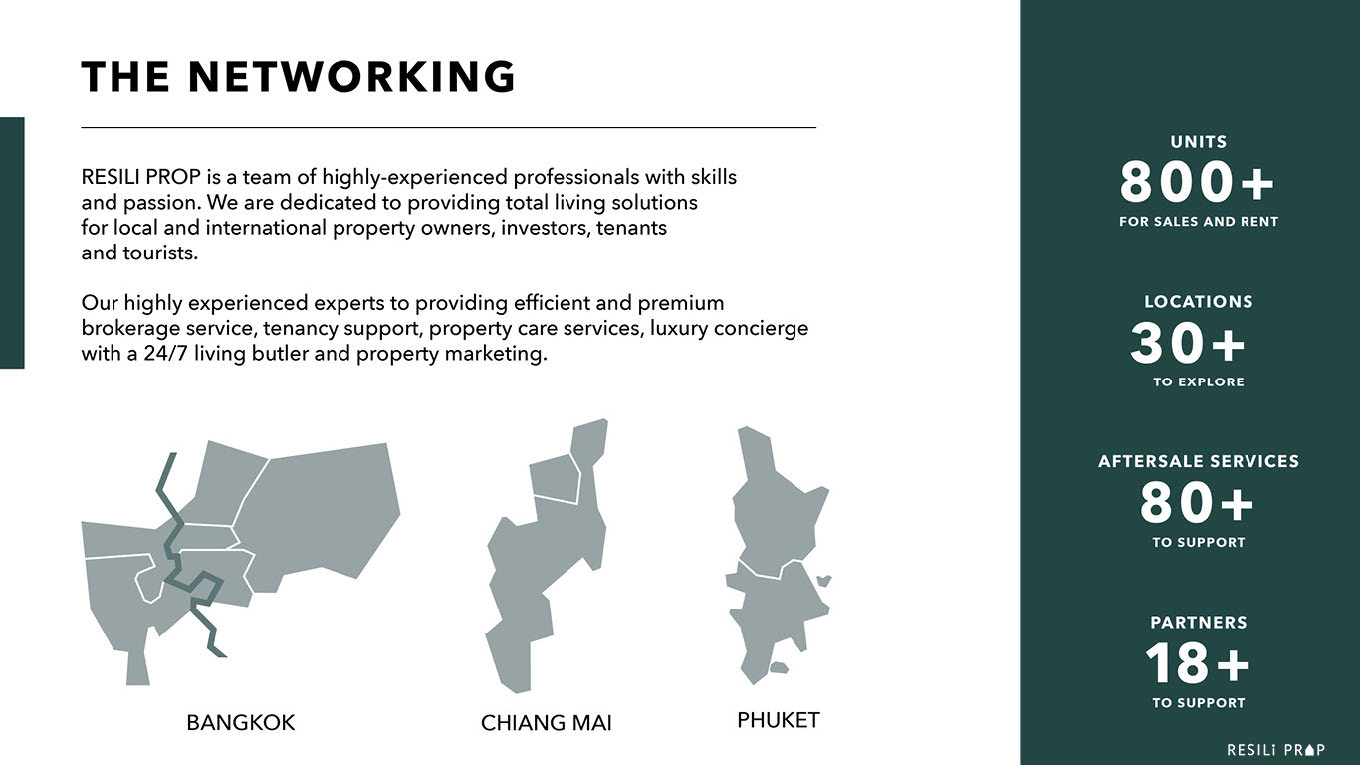 THE NETWORKING
RESILI PROP is a team of highly-experienced professionals with skills
and passion. We are dedicated to providing total living solutions
for local and international property owners, investors, tenants
and tourists.
Our highly experienced experts to providing efficient and premium
brokerage service, tenancy support, property care services, luxury concierge
with a 24/7 living butler and property marketing.
BANGKOK
CHIANG MAI
PHUKET
UNITS
800+
FOR SALES AND RENT
LOCATIONS
30+
TO EXPLORE
AFTERSALE SERVICES
80+
TO SUPPORT
PARTNERS
18+
TO SUPPORT
RESILi PROP